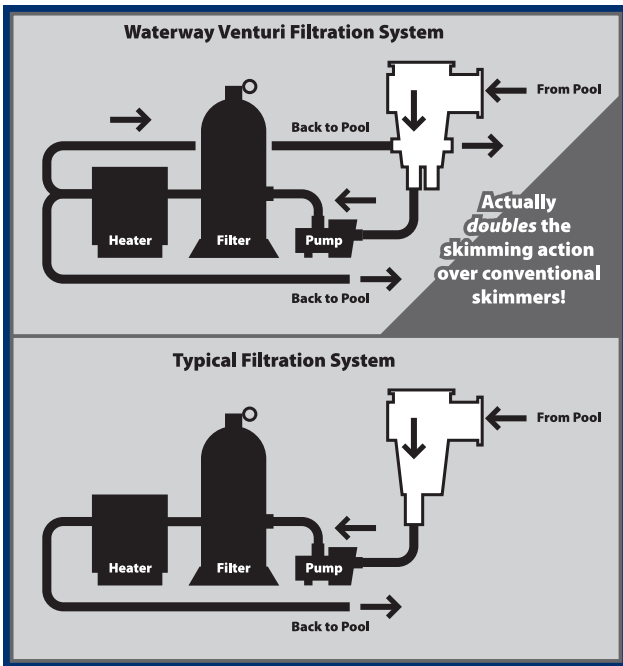 Waterway Venturi Filtration System
From Pool
Back to Pool
Heater
Filter
Pump
Back to Pool
Actually
doubles the
skimming action
over conventional
skimmers!
Typical Filtration System
From Pool
Heater
Filter
Pump
Back to Pool